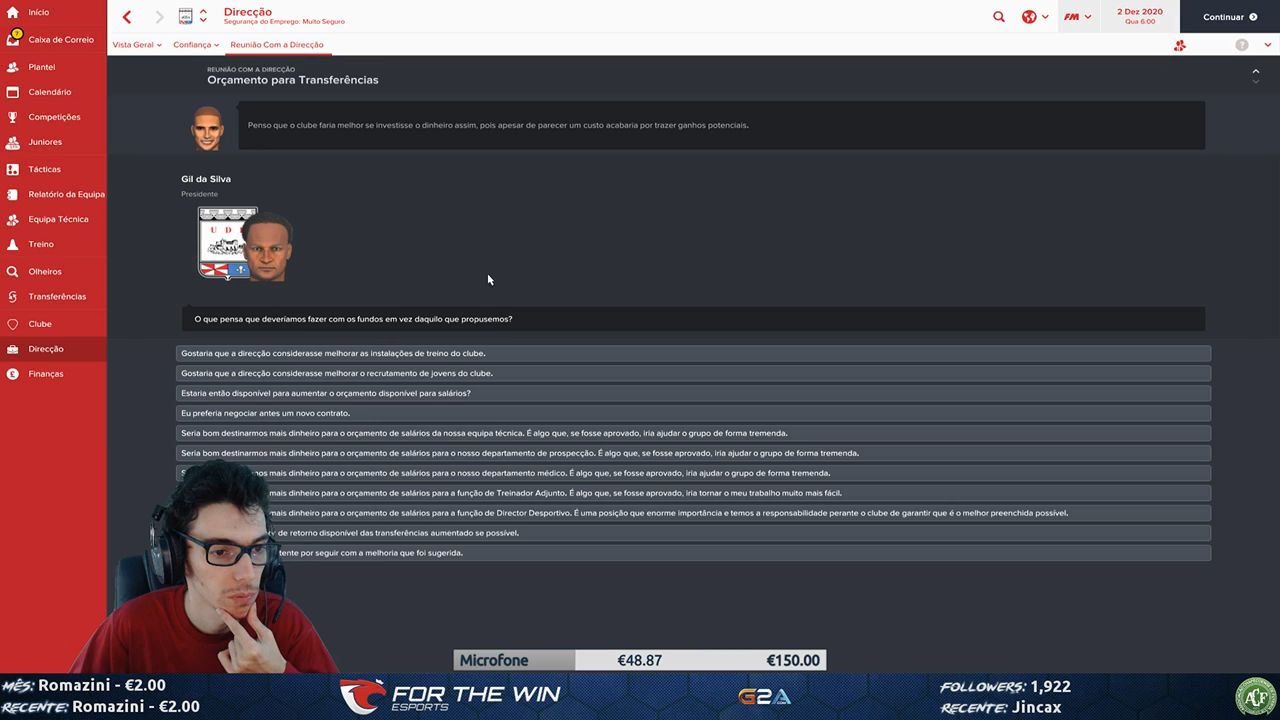 Início
Direcção
Segurança do Emprego: Muito Seguro
FM
2 Dez 2020
Qua 6:00
Continuar
7
Caixa de Correio
Vista Geral
Confiança
Reunião Com a Direcção
?
Plantel
REUNIÃO COM A DIRECÇÃO
Orçamento para Transferências
Calendário
Competições
Penso que o clube faria melhor se investisse o dinheiro assim, pois apesar de parecer um custo acabaria por trazer ganhos potenciais.
Juniores
Tácticas
Gil da Silva
Relatório da Equipa
Presidente
Equipa Técnica
U D
Treino
Olheiros
Transferências
Clube
O que pensa que deveríamos fazer com os fundos em vez daquilo que propusemos?
Direcção
Gostaria que a direcção considerasse melhorar as instalações de treino do clube.
Finanças
Gostaria que a direcção considerasse melhorar o recrutamento de jovens do clube.
Estaria então disponível para aumentar o orçamento disponível para salários?
Eu preferia negociar antes um novo contrato.
Seria bom destinarmos mais dinheiro para o orçamento de salários da nossa equipa técnica. É algo que, se fosse aprovado, iria ajudar o grupo de forma tremenda.
Seria bom destinarmos mais dinheiro para o orçamento de salários para o nosso departamento de prospecção. É algo que, se fosse aprovado, iria ajudar o grupo de forma tremenda.
mais dinheiro para o orçamento de salários para o nosso departamento médico. É algo que, se fosse aprovado, iria ajudar o grupo de forma tremenda.
mais dinheiro para o orçamento de salários para a função de Treinador Adjunto. É algo que, se fosse aprovado, iria tornar o meu trabalho muito mais fácil.
mais dinheiro para o orçamento de salários para a função de Director Desportivo. É uma posição que enorme importância e temos a responsabilidade perante o clube de garantir que é o melhor preenchida possível.
de retorno disponível das transferências aumentado se possível.
por seguir com a melhoria que foi sugerida.
Microfone €48.87 €150.00
MÊS: Romazini - €2.00
RECENTE: Romazini - €2.00
FOR THE WIN
ESPORTS
G2A
FOLLOWERS: 1,922
RECENTE: Jincax
ACF